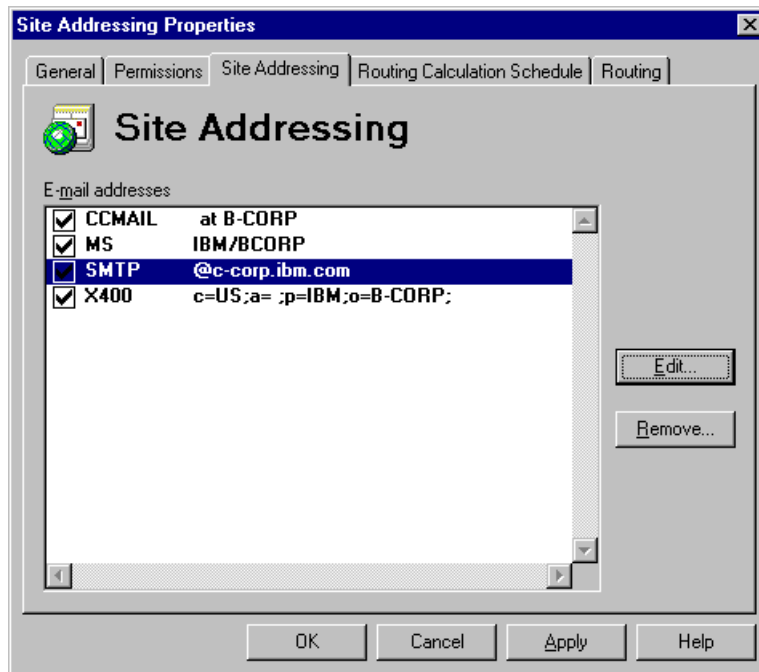 Site Addressing Properties
General Permissions Site Addressing Routing Calculation Schedule Routing
Site Addressing
E-mail addresses
CCMAIL at B-CORP
MS IBM/BCORP
SMTP @c-corp.ibm.com
X400 c=US;a= ;p=IBM;o=B-CORP;
Edit...
Remove...
OK Cancel Apply Help